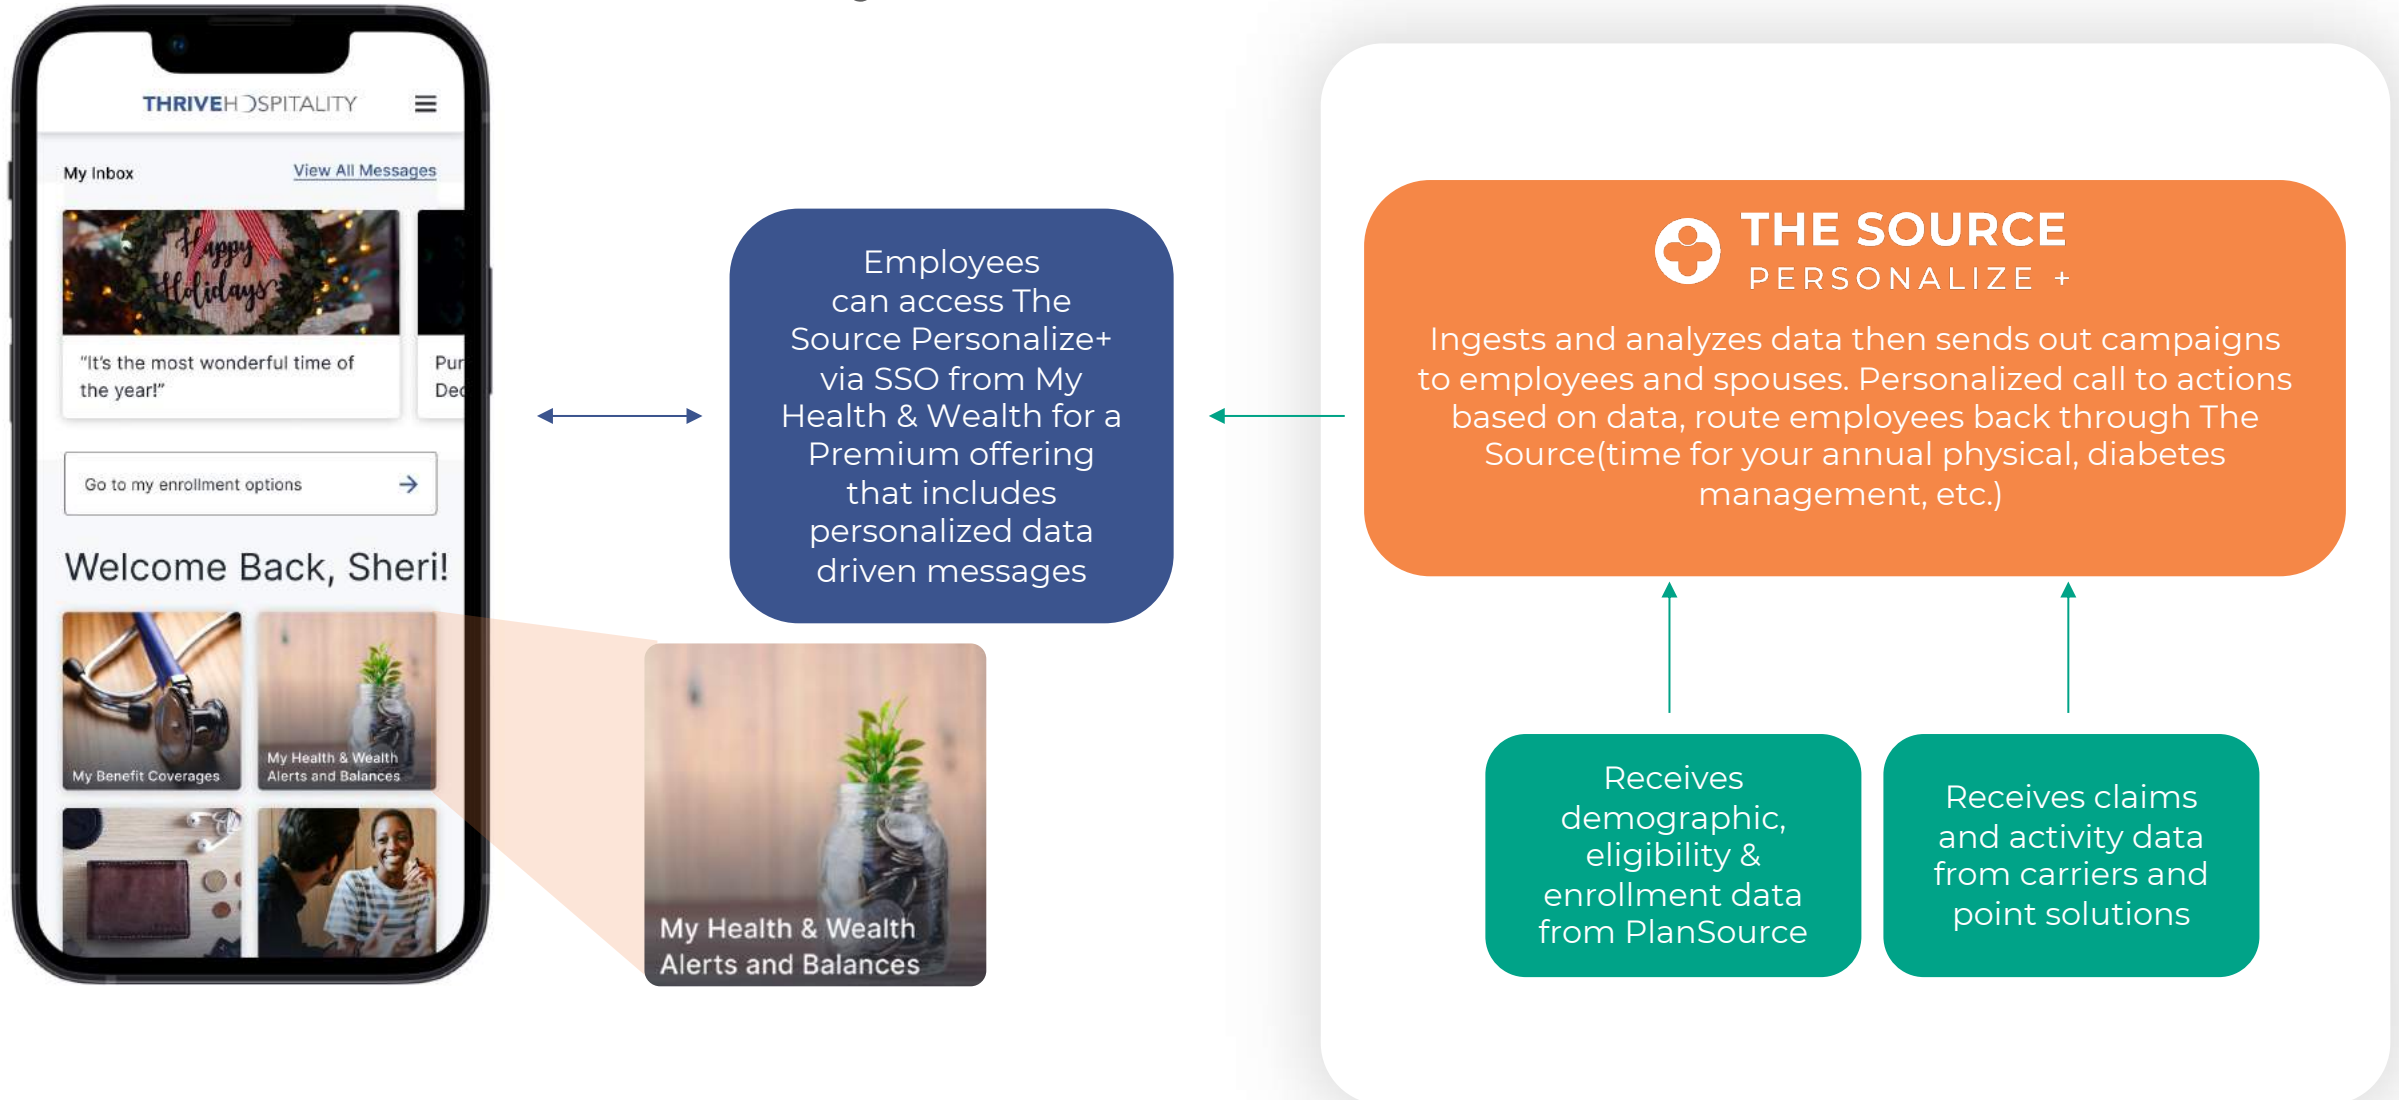 THRIVEHOSPITALITY
My Inbox
View All Messages
Happy
Holidays
"It's the most wonderful time of
the year!"
Pur
Dec
Go to my enrollment options
Welcome Back, Sheri!
My Benefit Coverages
My Health & Wealth
Alerts and Balances
Employees
can access The
Source Personalize+
via SSO from My
Health & Wealth for a
Premium offering
that includes
personalized data
driven messages
My Health & Wealth
Alerts and Balances
THE SOURCE
PERSONALIZE +
Ingests and analyzes data then sends out campaigns
to employees and spouses. Personalized call to actions
based on data, route employees back through The
Source(time for your annual physical, diabetes
management, etc.)
Receives
demographic,
eligibility &
enrollment data
from PlanSource
Receives claims
and activity data
from carriers and
point solutions